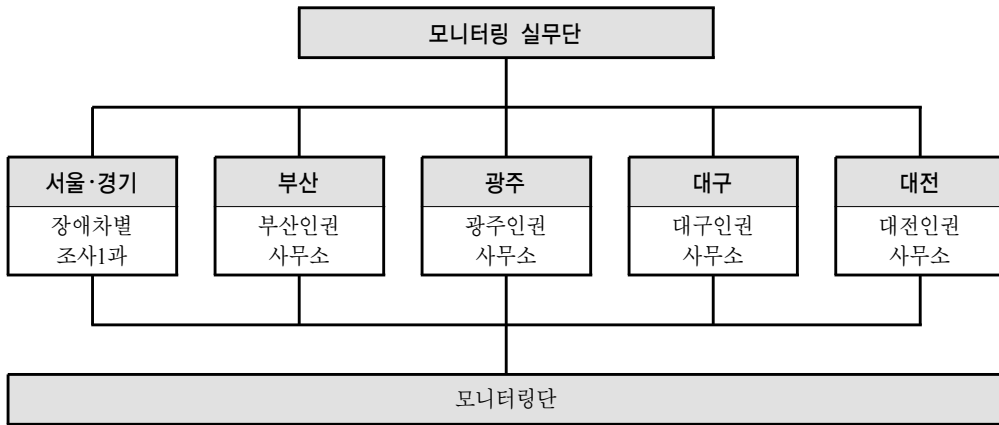 모니터링 실무단
서울·경기
부산
광주
대구
대전
장애차별
조사1과
부산인권
사무소
광주인권
사무소
대구인권
사무소
대전인권
사무소
모니터링단